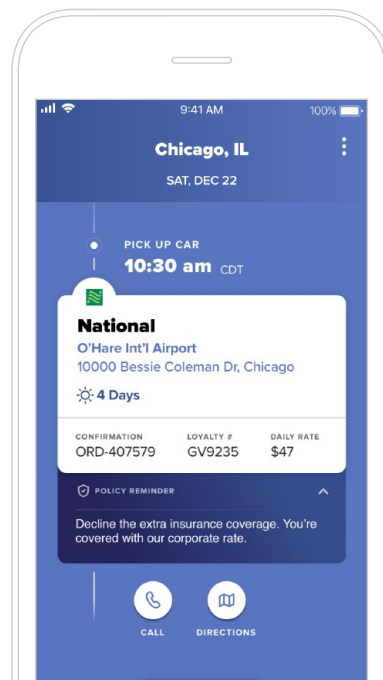 9:41 AM
100%
Chicago, IL
SAT, DEC 22
PICK UP CAR
10:30 am CDT
National
O'Hare Int'l Airport
10000 Bessie Coleman Dr, Chicago
4 Days
CONFIRMATION LOYALTY # DAILY RATE
ORD-407579 GV9235 $47
POLICY REMINDER
Decline the extra insurance coverage. You're
covered with our corporate rate.
CALL DIRECTIONS